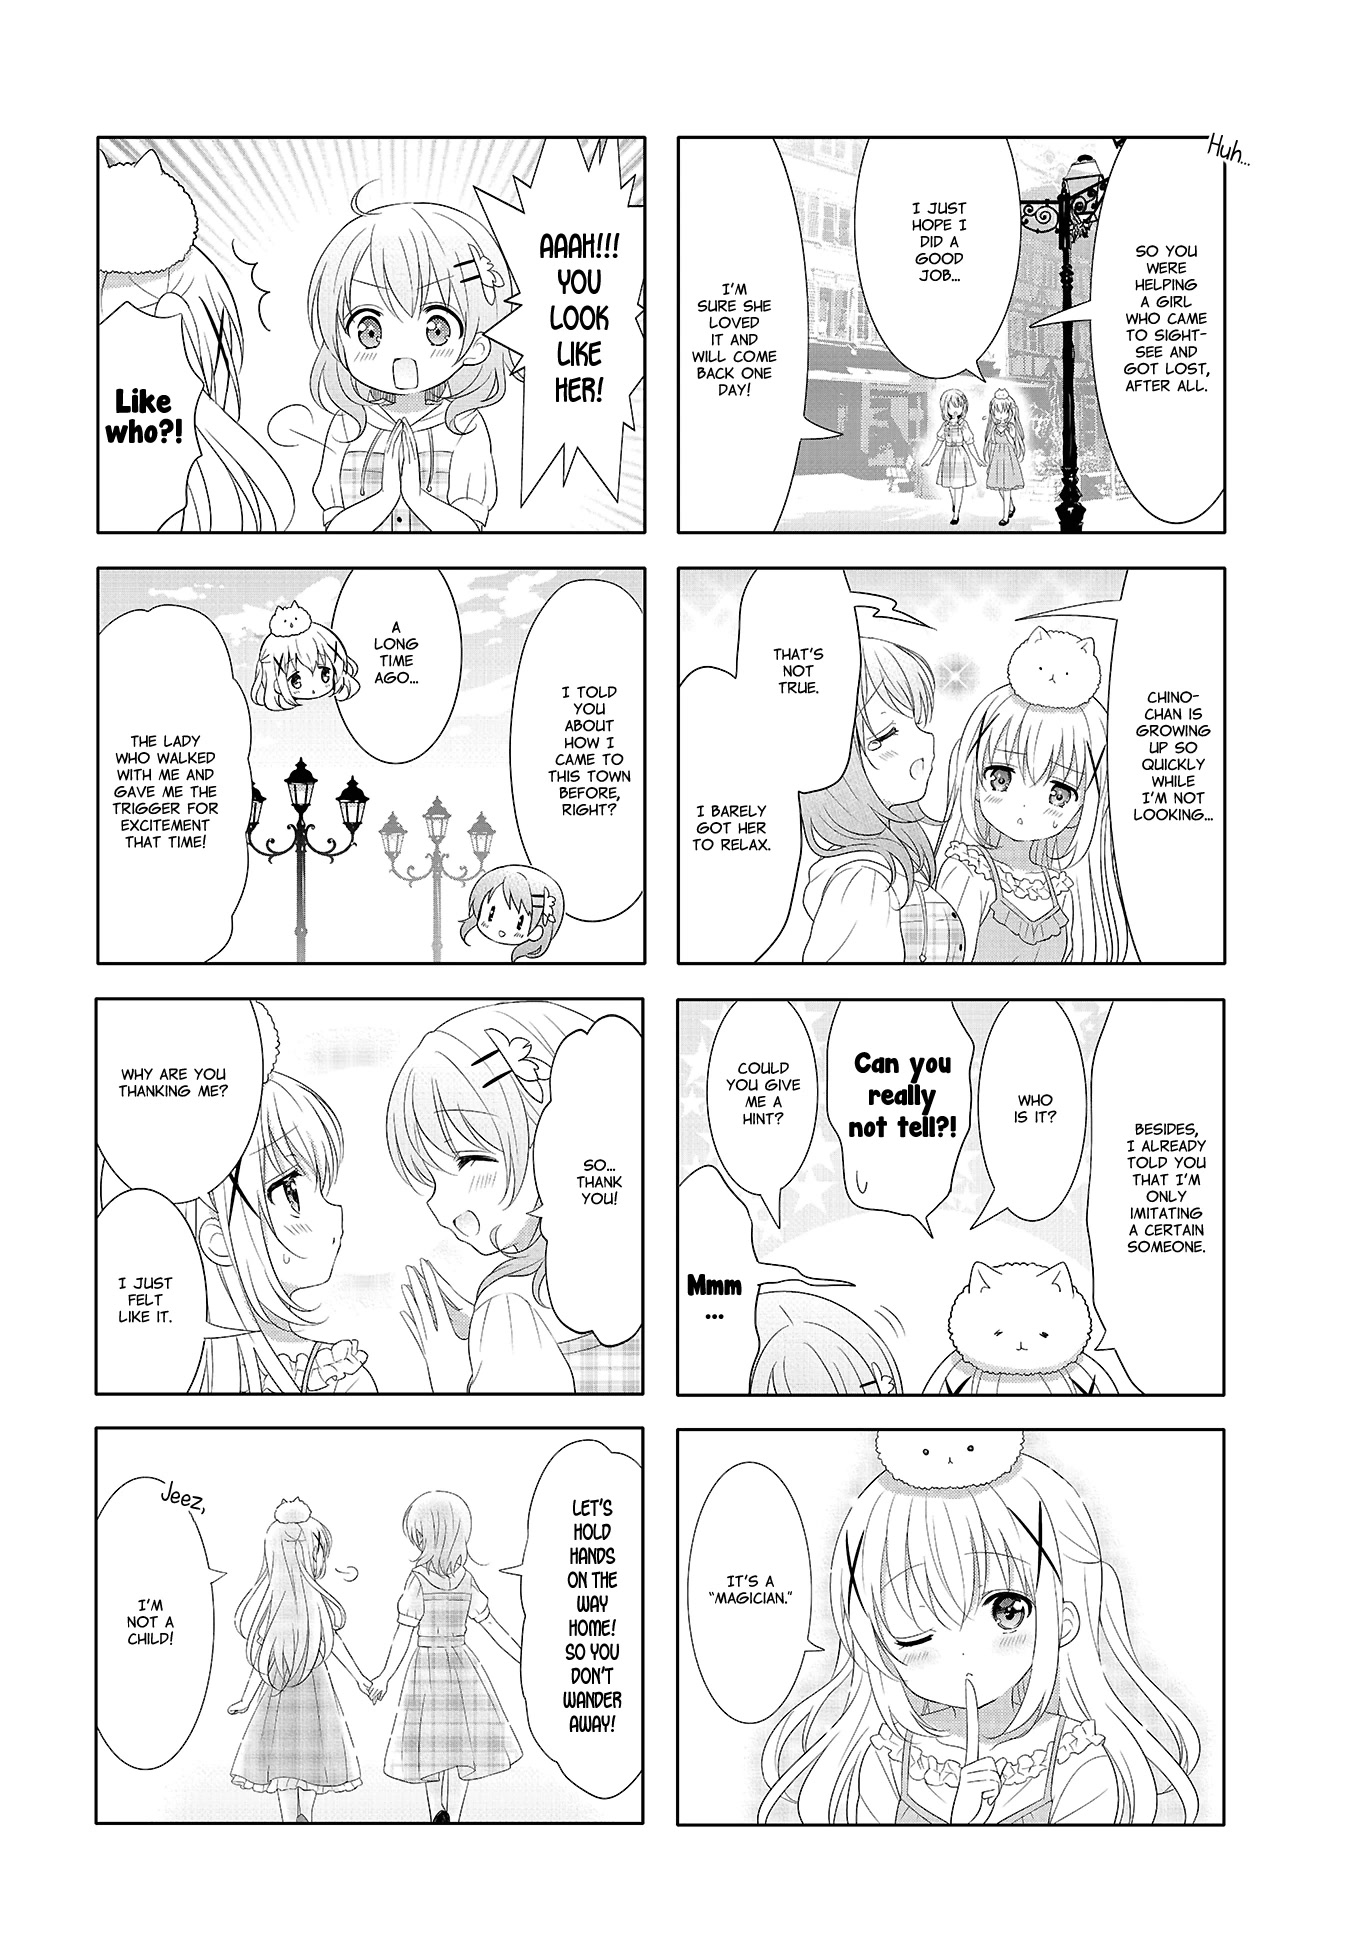 Huh...
SO YOU
WERE
HELPING
A GIRL
WHO CAME
TO SIGHT-
SEE AND
GOT LOST,
AFTER ALL.
I JUST
HOPE I
DID A
GOOD
JOB...
I'M
SURE SHE
LOVED
IT AND
WILL COME
BACK ONE
DAY!
CHINO-
CHAN IS
GROWING
UP SO
QUICKLY
WHILE
I'M NOT
LOOKING...
THAT'S
NOT
TRUE.
I BARELY
GOT HER
TO RELAX.
BESIDES,
I ALREADY
TOLD YOU
THAT I'M
ONLY
IMITATING
A CERTAIN
SOMEONE.
WHO
IS IT?
Can you
really
not tell?!
COULD
YOU GIVE
ME A
HINT?
Mmm
...
IT'S A
"MAGICIAN."
AAAH!!!
YOU
LOOK
LIKE
HER!
Like
who?!
I TOLD
YOU
ABOUT
HOW I
CAME TO
THIS TOWN
BEFORE,
RIGHT?
A
LONG
TIME
AGO...
THE LADY
WHO WALKED
WITH ME AND
GAVE ME THE
TRIGGER FOR
EXCITEMENT
THAT TIME!
SO...
THANK
YOU!
WHY ARE YOU
THANKING ME?
I JUST
FELT
LIKE IT.
LET'S
HOLD
HANDS
ON THE
WAY
HOME!
SO YOU
DON'T
WANDER
AWAY!
Jeez,
I'M
NOT A
CHILD!